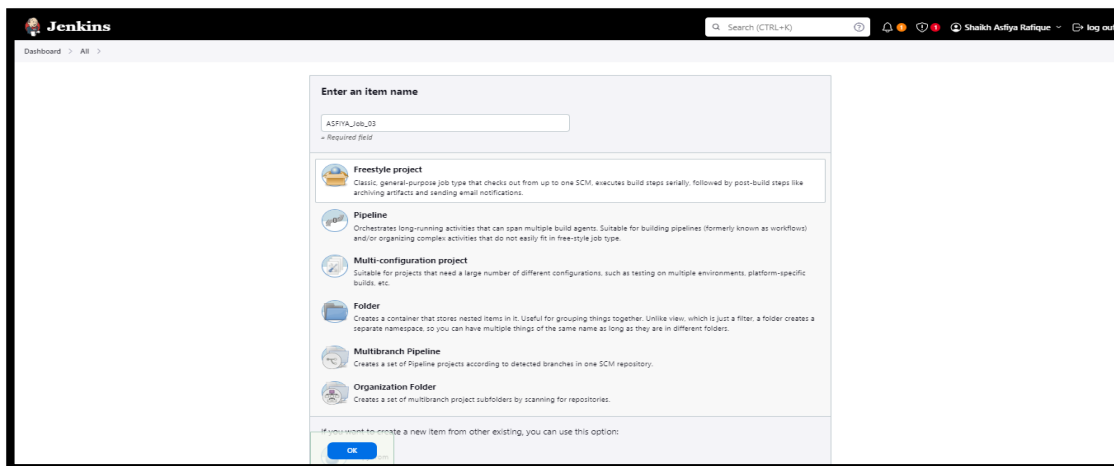 Jenkins
Search (CTRL+K)
1
1
Shaikh Asfiya Rafique
log out
Dashboard > All >
Enter an item name
ASFIYA_Job_03
» Required field
Freestyle project
Classic, general-purpose job type that checks out from up to one SCM, executes build steps serially, followed by post-build steps like
archiving artifacts and sending email notifications.
Pipeline
Orchestrates long-running activities that can span multiple build agents. Suitable for building pipelines (formerly known as workflows)
and/or organizing complex activities that do not easily fit in free-style job type.
Multi-configuration project
Suitable for projects that need a large number of different configurations, such as testing on multiple environments, platform-specific
builds, etc.
Folder
Creates a container that stores nested items in it. Useful for grouping things together. Unlike view, which is just a filter, a folder creates a
separate namespace, so you can have multiple things of the same name as long as they are in different folders.
Multibranch Pipeline
Creates a set of Pipeline projects according to detected branches in one SCM repository.
Organization Folder
Creates a set of multibranch project subfolders by scanning for repositories.
If you want to create a new item from other existing, you can use this option:
OK